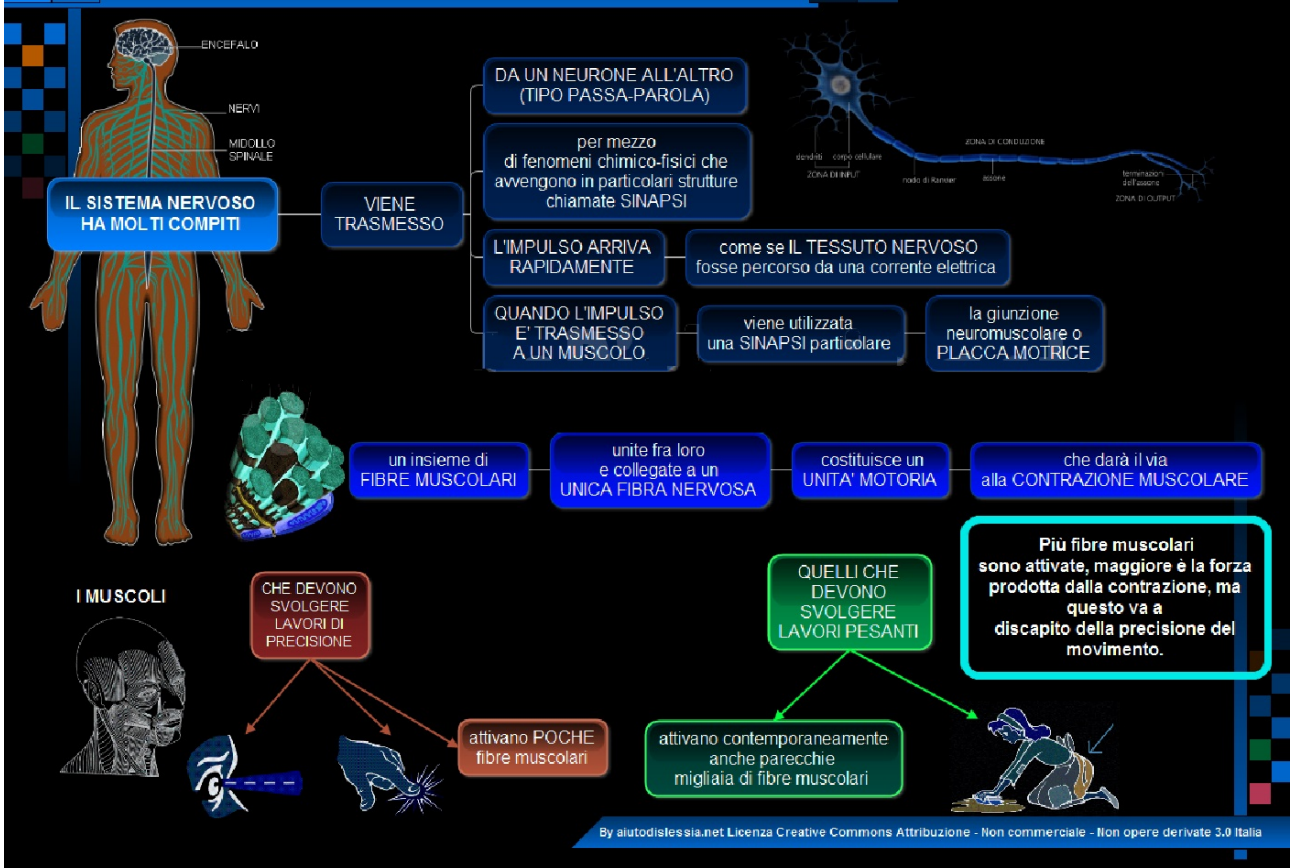 ENCEFALO
NERVI
MIDOLLO
SPINALE
IL SISTEMA NERVOSO
HA MOLTI COMPITI
VIENE
TRASMESSO
DA UN NEURONE ALL'ALTRO
(TIPO PASSA-PAROLA)
per mezzo
di fenomeni chimico-fisici che
avvengono in particolari strutture
chiamate SINAPSI
L'IMPULSO ARRIVA
RAPIDAMENTE
come se IL TESSUTO NERVOSO
fosse percorso da una corrente elettrica
QUANDO L'IMPULSO
E' TRASMESSO
A UN MUSCOLO
viene utilizzata
una SINAPSI particolare
la giunzione
neuromuscolare o
PLACCA MOTRICE
dendriti
corpo cellulare
ZONA DI INPUT
nodo di Ranvier
assone
ZONA DI CONDUZIONE
terminazioni
dell'assone
ZONA DI OUTPUT
un insieme di
FIBRE MUSCOLARI
unite fra loro
e collegate a un
UNICA FIBRA NERVOSA
costituisce un
UNITA' MOTORIA
che darà il via
alla CONTRAZIONE MUSCOLARE
Più fibre muscolari
sono attivate, maggiore è la forza
prodotta dalla contrazione, ma
questo va a
discapito della precisione del
movimento.
I MUSCOLI
CHE DEVONO
SVOLGERE
LAVORI DI
PRECISIONE
attivano POCHE
fibre muscolari
QUELLI CHE
DEVONO
SVOLGERE
LAVORI PESANTI
attivano contemporaneamente
anche parecchie
migliaia di fibre muscolari
By aiutodislessia.net Licenza Creative Commons Attribuzione - Non commerciale - Non opere derivate 3.0 Italia